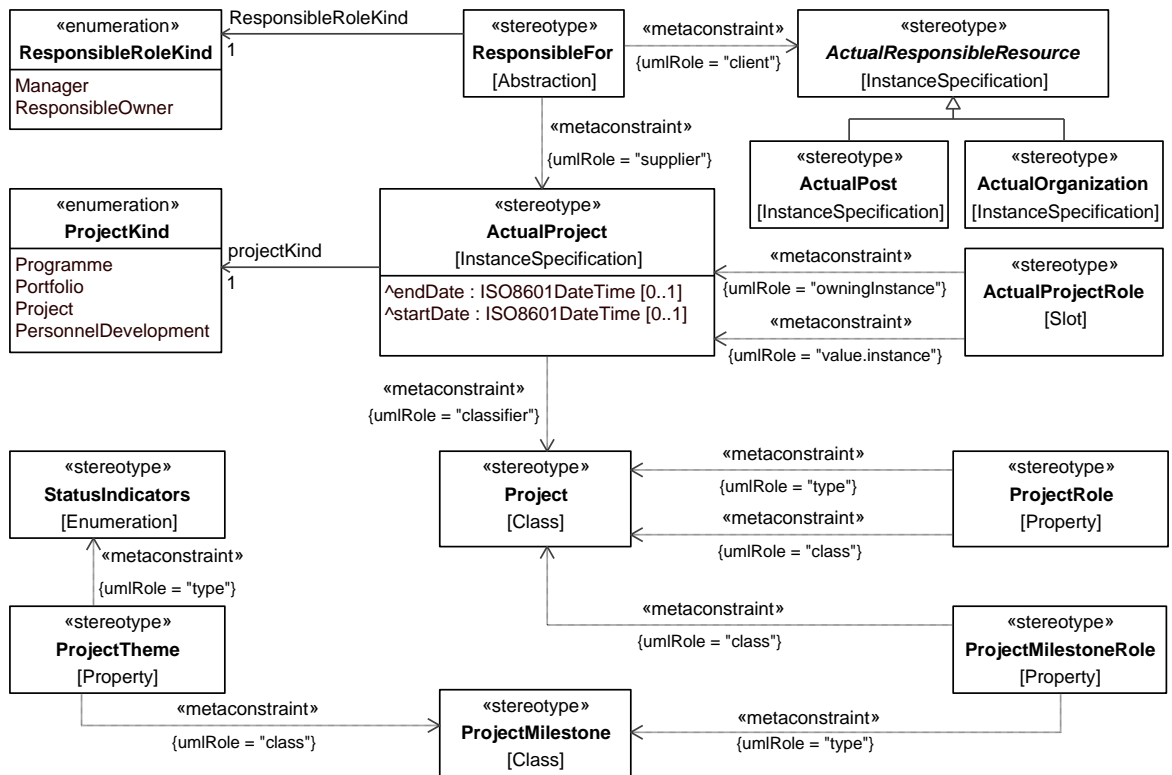 «enumeration»
ResponsibleRoleKind
Manager
ResponsibleOwner
ResponsibleRoleKind
1
«stereotype»
ResponsibleFor
[Abstraction]
«metaconstraint»
{umlRole = "client"}
«stereotype»
ActualResponsibleResource
[InstanceSpecification]
«metaconstraint»
{umlRole = "supplier"}
«stereotype»
ActualPost
[InstanceSpecification]
«stereotype»
ActualOrganization
[InstanceSpecification]
«enumeration»
ProjectKind
Programme
Portfolio
Project
PersonnelDevelopment
projectKind
1
«stereotype»
ActualProject
[InstanceSpecification]
^endDate : ISO8601DateTime [0..1]
^startDate : ISO8601DateTime [0..1]
«metaconstraint»
{umlRole = "owningInstance"}
«metaconstraint»
{umlRole = "value.instance"}
«stereotype»
ActualProjectRole
[Slot]
«metaconstraint»
{umlRole = "classifier"}
«stereotype»
StatusIndicators
[Enumeration]
«stereotype»
Project
[Class]
«metaconstraint»
{umlRole = "type"}
«metaconstraint»
{umlRole = "class"}
«stereotype»
ProjectRole
[Property]
«metaconstraint»
{umlRole = "type"}
«stereotype»
ProjectTheme
[Property]
«metaconstraint»
{umlRole = "class"}
«stereotype»
ProjectMilestoneRole
[Property]
«metaconstraint»
{umlRole = "class"}
«stereotype»
ProjectMilestone
[Class]
«metaconstraint»
{umlRole = "type"}